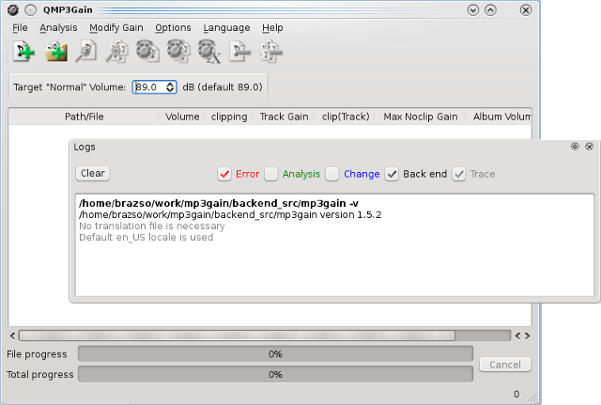 QMP3Gain
File Analysis Modify Gain Options Language Help
Target "Normal" Volume: 89.0 dB (default 89.0)
Path/File Volume clipping Track Gain clip(Track) Max Noclip Gain Album Volum
Logs
Clear Error Analysis Change Back end Trace
/home/brazso/work/mp3gain/backend_src/mp3gain -v
/home/brazso/work/mp3gain/backend_src/mp3gain version 1.5.2
No translation file is necessary
Default en_US locale is used
File progress 0%
Cancel
Total progress 0%
0